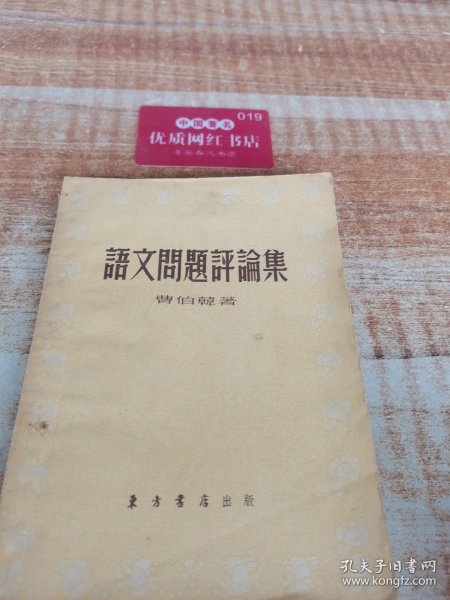 中国著名
019
优质网红书店
語文問題評論集
曹伯韓著
東方書店出版
孔夫子旧书网
www.kongfz.com